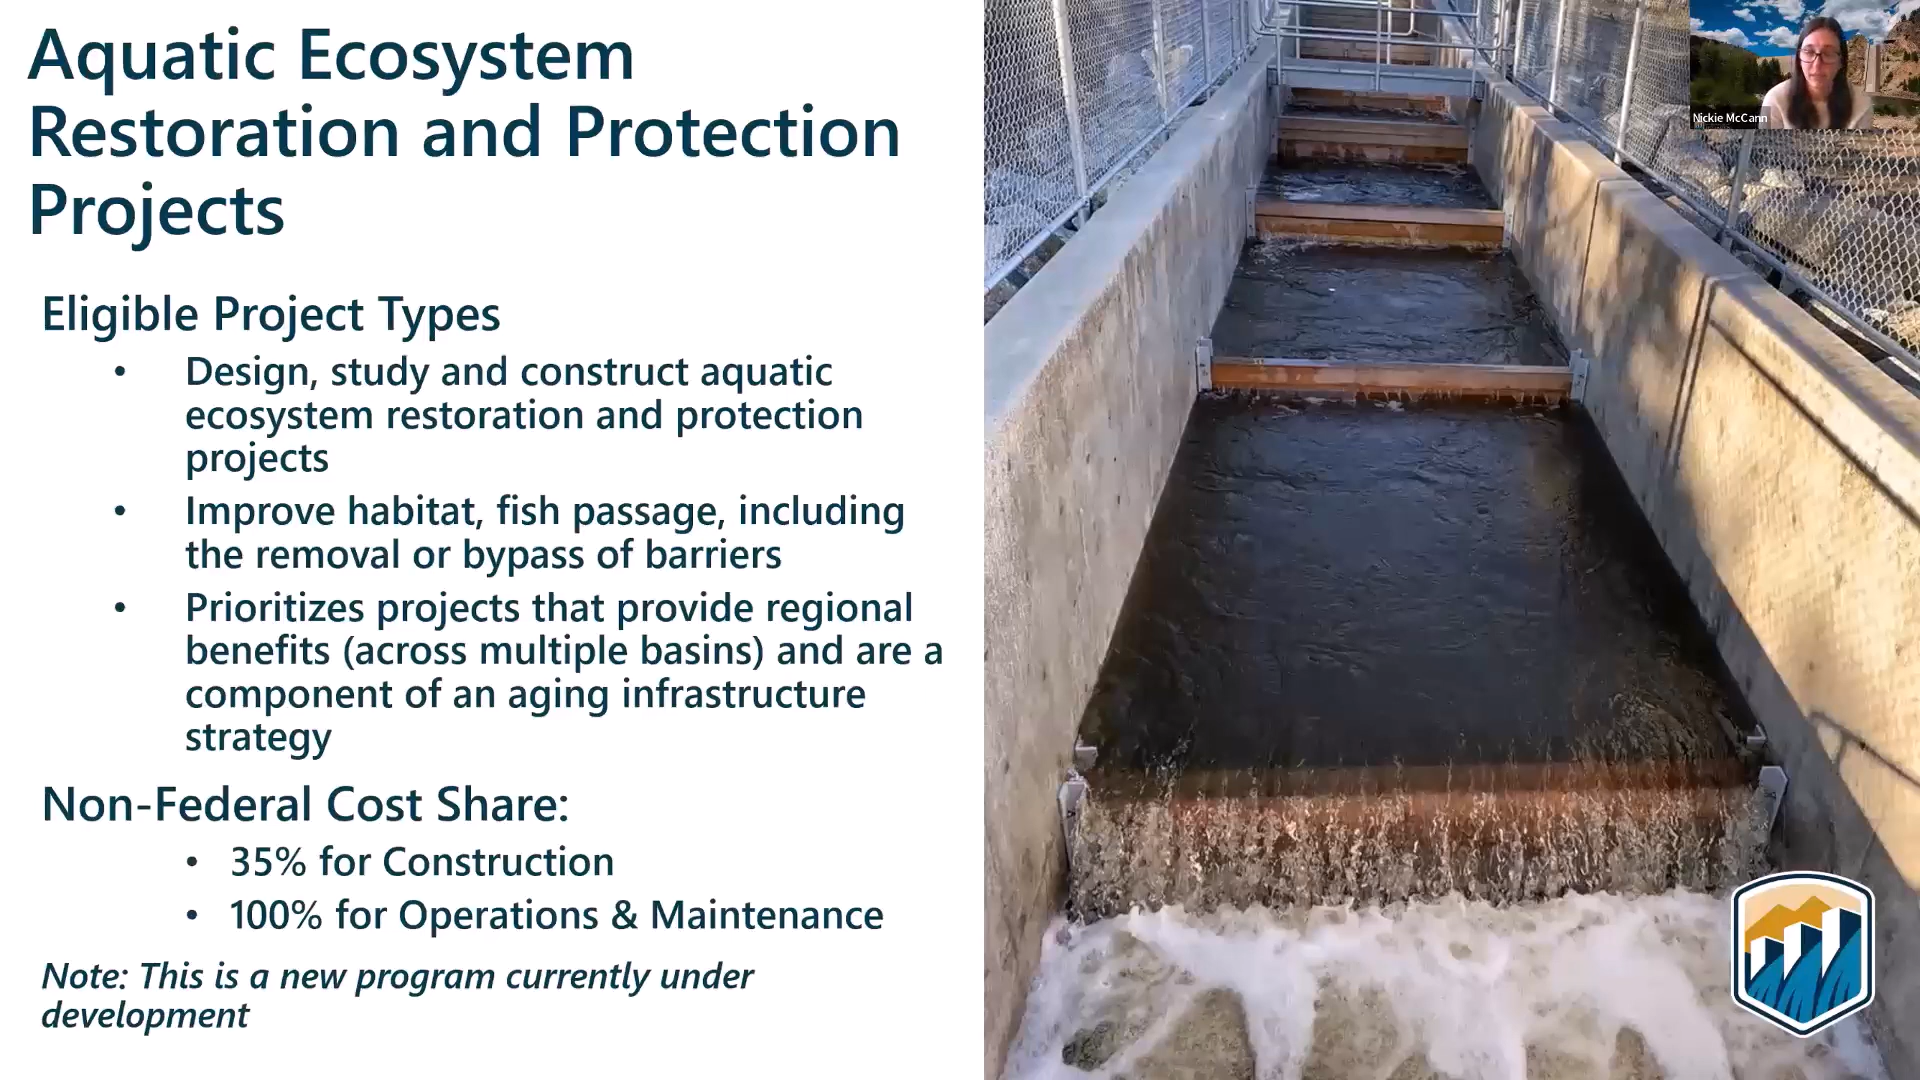 Aquatic Ecosystem
Restoration and Protection
Projects
Eligible Project Types
• Design, study and construct aquatic
ecosystem restoration and protection
projects
• Improve habitat, fish passage, including
the removal or bypass of barriers
• Prioritizes projects that provide regional
benefits (across multiple basins) and are a
component of an aging infrastructure
strategy
Non-Federal Cost Share:
• 35% for Construction
• 100% for Operations & Maintenance
Note: This is a new program currently under
development
Nickie McCann